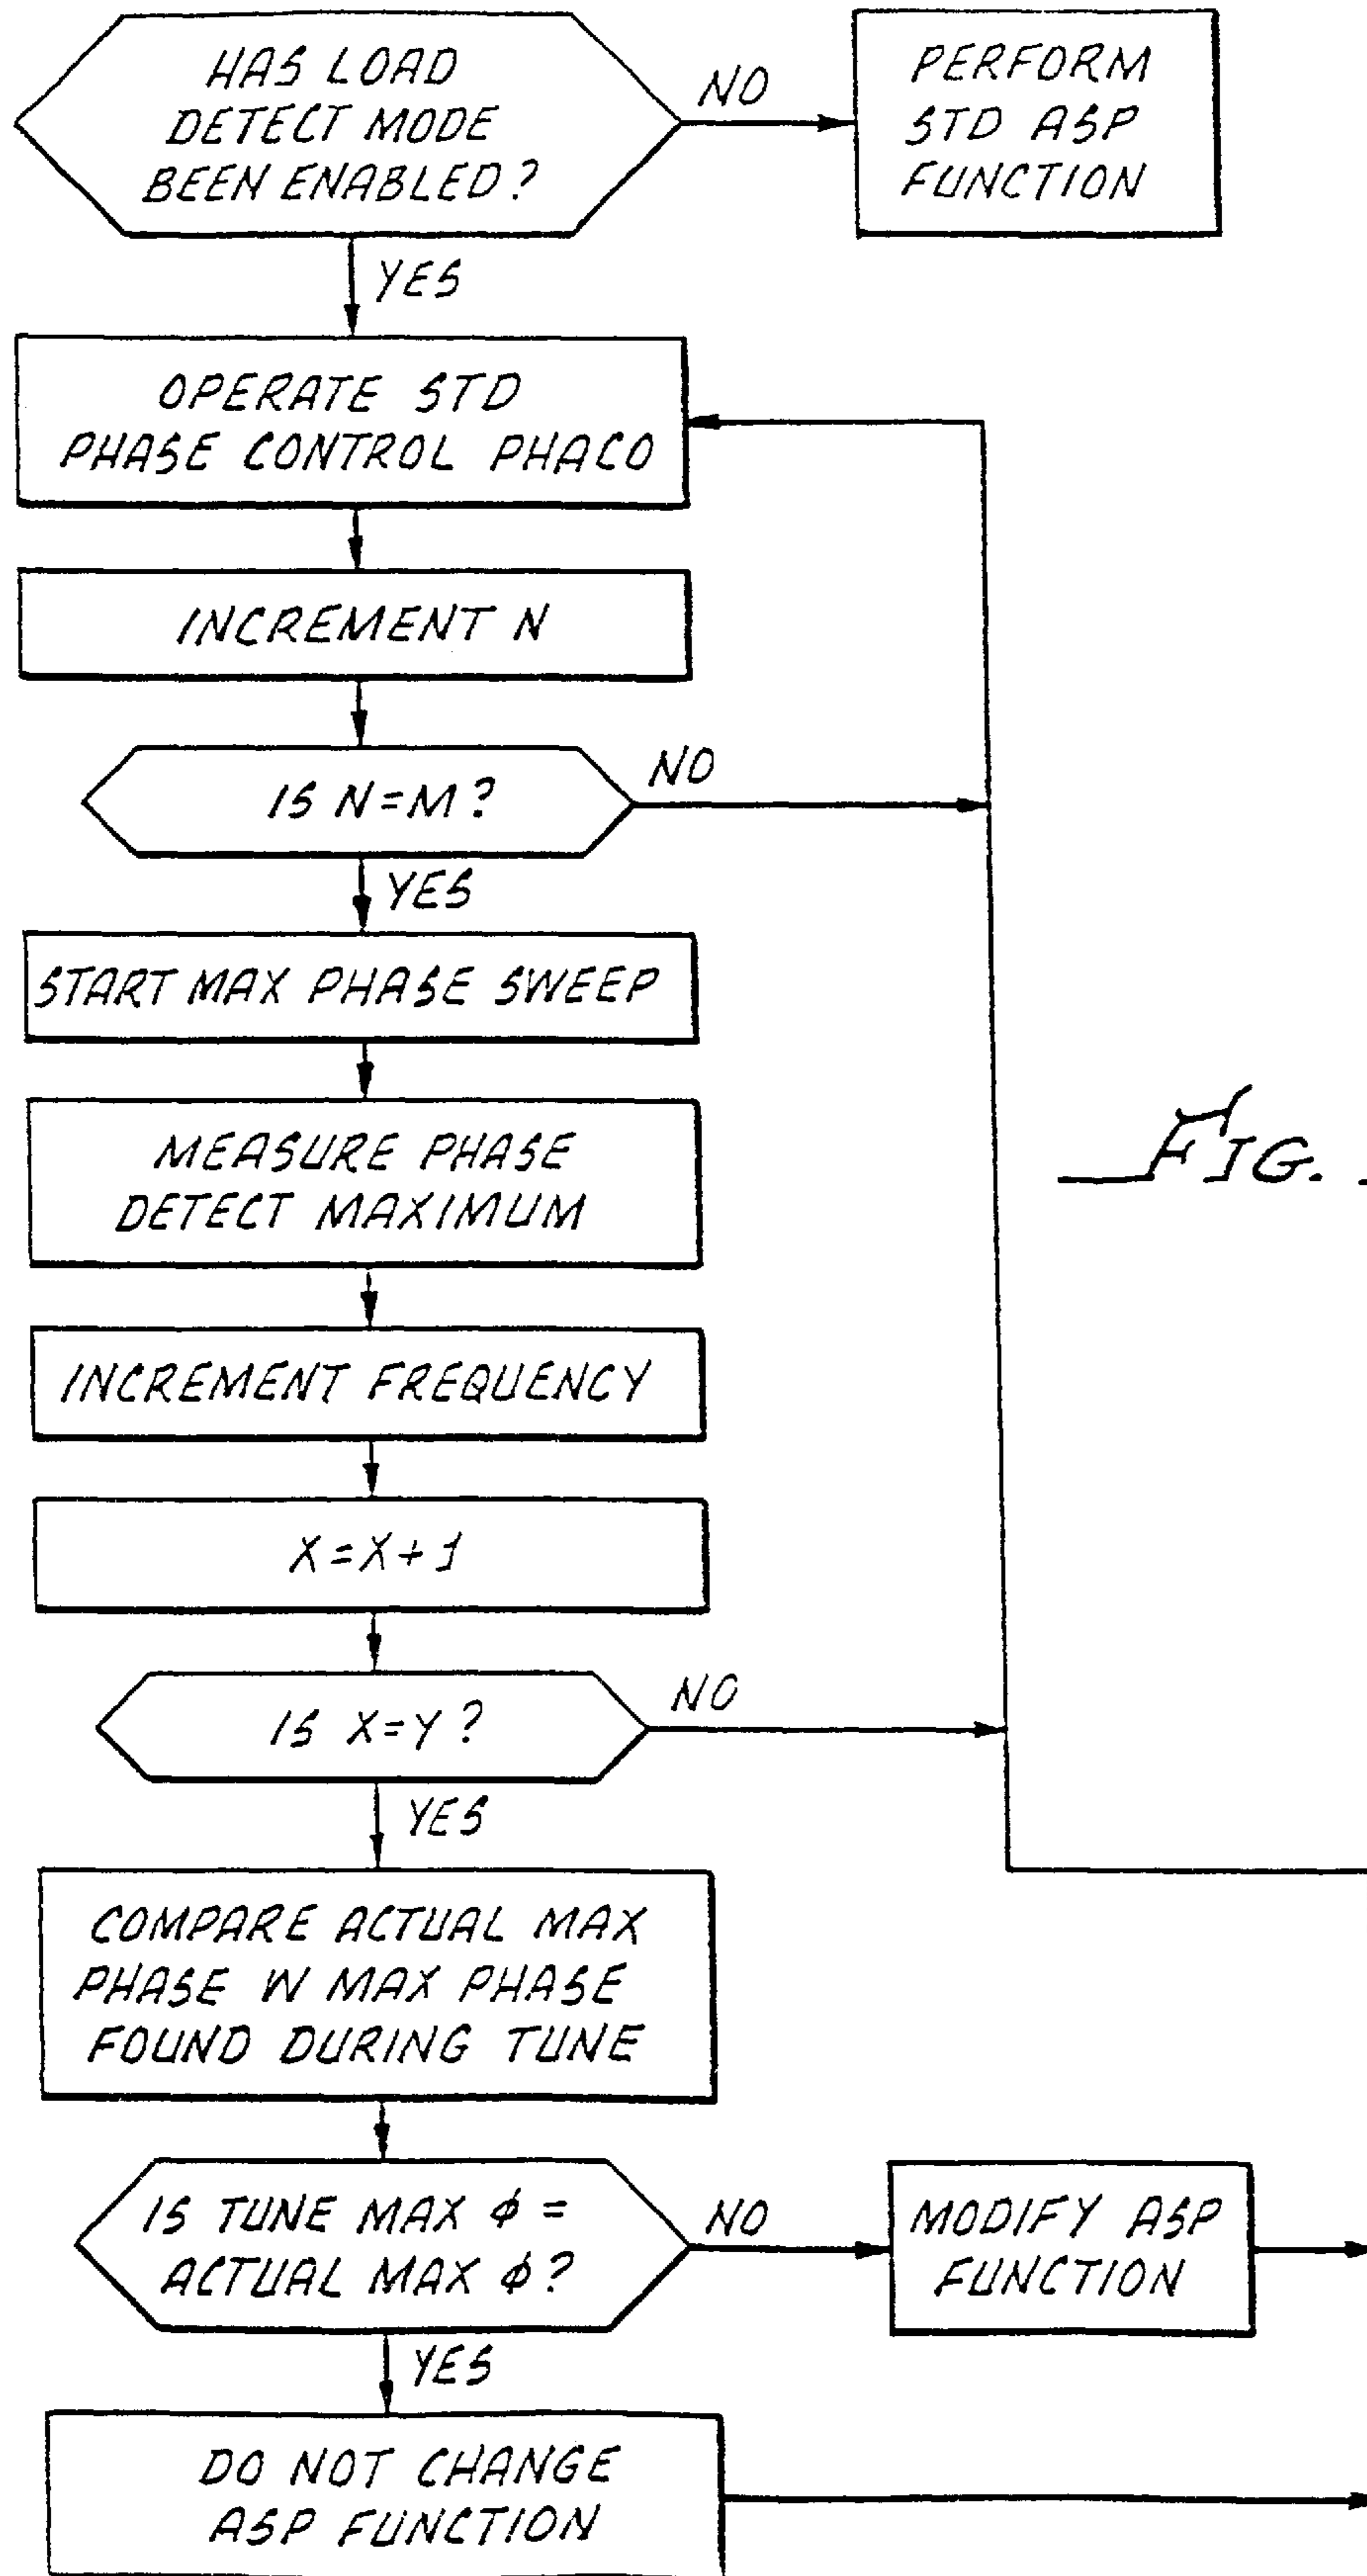 HAS LOAD
DETECT MODE
BEEN ENABLED?
NO
PERFORM
STD ASP
FUNCTION
YES
OPERATE STD
PHASE CONTROL PHACO
INCREMENT N
IS N=M?
NO
YES
START MAX PHASE SWEEP
MEASURE PHASE
DETECT MAXIMUM
FIG.
INCREMENT FREQUENCY
X=X+1
IS X=Y?
NO
YES
COMPARE ACTUAL MAX
PHASE W MAX PHASE
FOUND DURING TUNE
IS TUNE MAX φ =
ACTUAL MAX φ?
NO
MODIFY ASP
FUNCTION
YES
DO NOT CHANGE
ASP FUNCTION